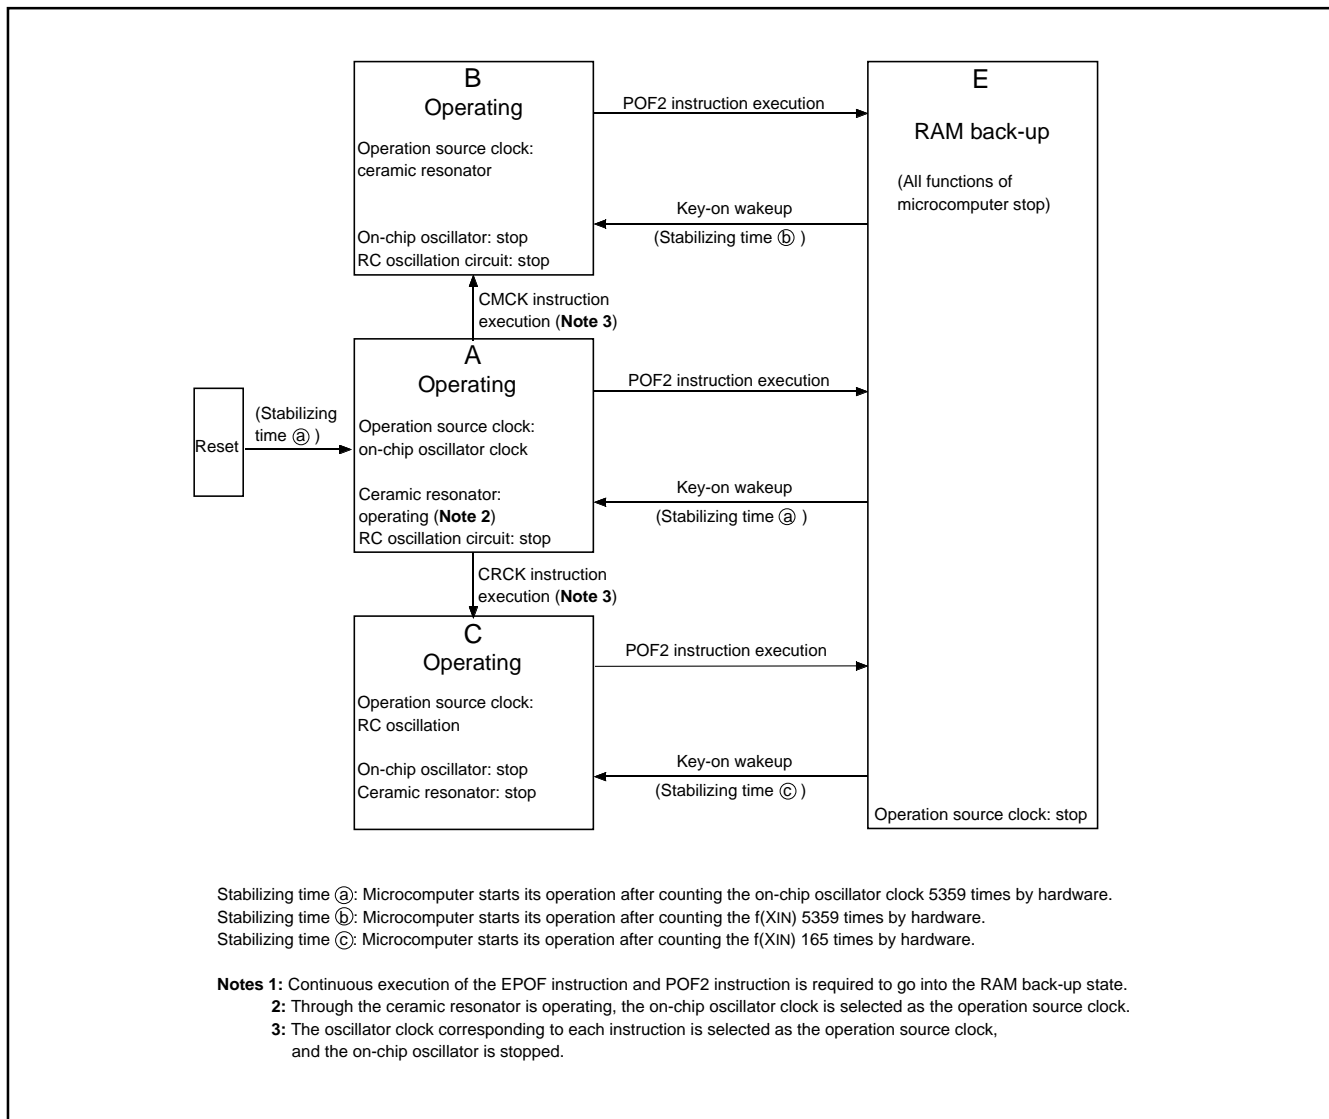 B
Operating
Operation source clock:
ceramic resonator
On-chip oscillator: stop
RC oscillation circuit: stop
POF2 instruction execution
Key-on wakeup
(Stabilizing time ⓑ )
E
RAM back-up
(All functions of
microcomputer stop)
CMCK instruction
execution (Note 3)
Reset
(Stabilizing
time ⓐ )
A
Operating
Operation source clock:
on-chip oscillator clock
Ceramic resonator:
operating (Note 2)
RC oscillation circuit: stop
POF2 instruction execution
Key-on wakeup
(Stabilizing time ⓐ )
CRCK instruction
execution (Note 3)
C
Operating
Operation source clock:
RC oscillation
On-chip oscillator: stop
Ceramic resonator: stop
POF2 instruction execution
Key-on wakeup
(Stabilizing time ⓒ )
Operation source clock: stop
Stabilizing time ⓐ: Microcomputer starts its operation after counting the on-chip oscillator clock 5359 times by hardware.
Stabilizing time ⓑ: Microcomputer starts its operation after counting the f(XIN) 5359 times by hardware.
Stabilizing time ⓒ: Microcomputer starts its operation after counting the f(XIN) 165 times by hardware.
Notes 1: Continuous execution of the EPOF instruction and POF2 instruction is required to go into the RAM back-up state.
2: Through the ceramic resonator is operating, the on-chip oscillator clock is selected as the operation source clock.
3: The oscillator clock corresponding to each instruction is selected as the operation source clock,
and the on-chip oscillator is stopped.